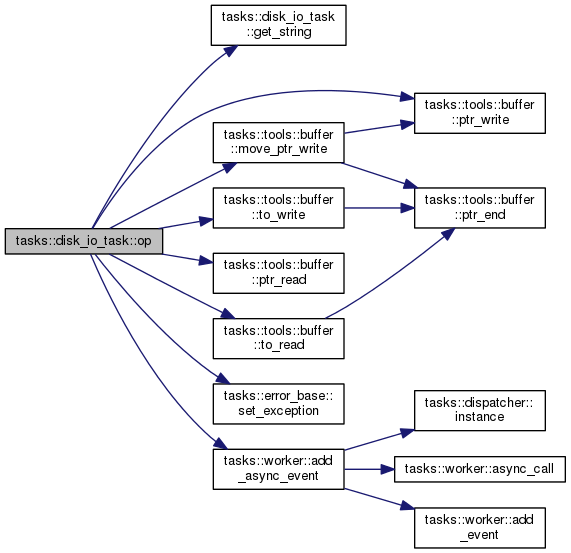 tasks::disk_io_task
::get_string
tasks::tools::buffer
::ptr_write
tasks::tools::buffer
::move_ptr_write
tasks::tools::buffer
::to_write
tasks::tools::buffer
::ptr_end
tasks::disk_io_task::op
tasks::tools::buffer
::ptr_read
tasks::tools::buffer
::to_read
tasks::error_base::
set_exception
tasks::dispatcher::
instance
tasks::worker::add
_async_event
tasks::worker::async_call
tasks::worker::add
_event